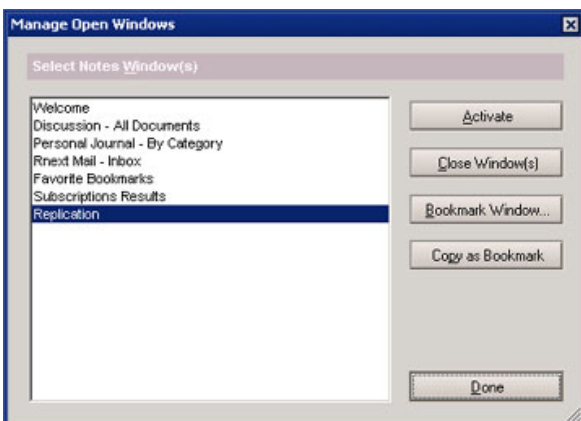 Manage Open Windows
Select Notes Window(s)
Welcome
Discussion - All Documents
Personal Journal - By Category
Rnext Mail - Inbox
Favorite Bookmarks
Subscriptions Results
Replication
Activate
Close Window(s)
Bookmark Window...
Copy as Bookmark
Done